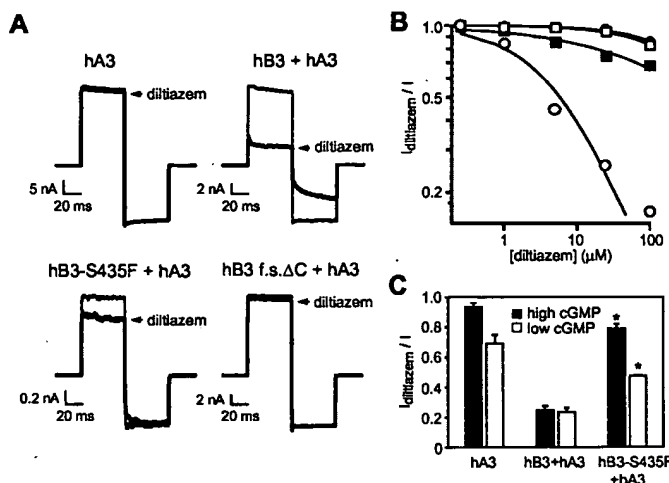 A
hA3
diltiazem
5 nA
20 ms
hB3 + hA3
diltiazem
2 nA
20 ms
hB3-S435F + hA3
diltiazem
0.2 nA
20 ms
hB3 f.s.ΔC + hA3
diltiazem
2 nA
20 ms
B
I diltiazem / I
1.0
0.5
0.2
1
10
100
[diltiazem] (μM)
C
I diltiazem / I
1.0
0.8
0.6
0.4
0.2
0
high cGMP
low cGMP
*
*
hA3
hB3+hA3
hB3-S435F
+hA3